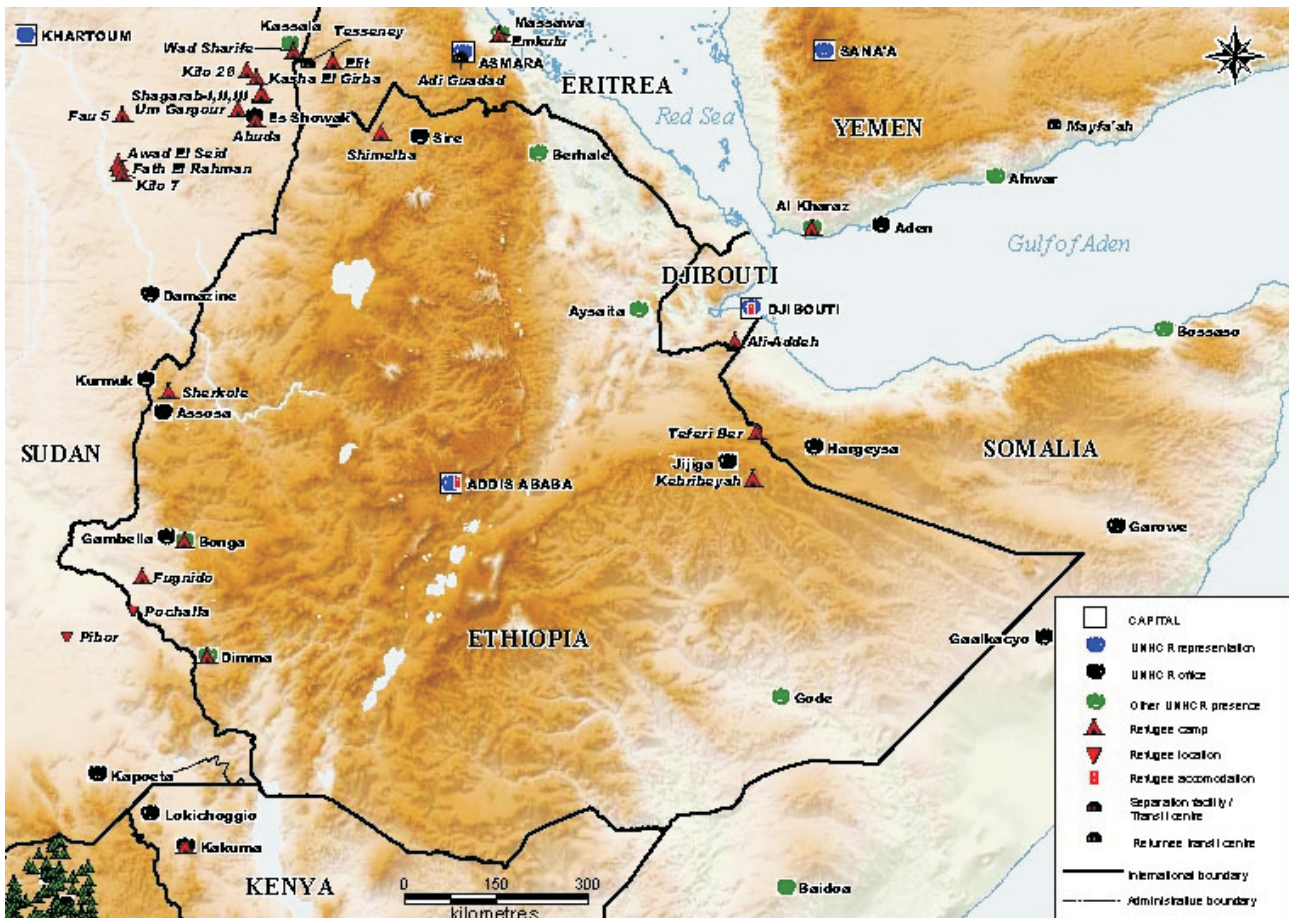 KHARTOUM
Kassala
Wad Sharife
Tesseney
Massawa
Emkulu
SANA'A
Kilo 26
Elit
ASMARA
Kasha El Girba
Adi Guadad
ERITREA
Shagarab-I,II,III
Fau 5
Um Gargour
Es Showak
Abuda
Red Sea
YEMEN
Mayfa'ah
Shimelba
Sire
Awad El Seid
Fath El Rahman
Kilo 7
Berhale
Ahwar
Al Kharaz
Aden
Gulf of Aden
DJIBOUTI
Damazine
Aysaita
DJIBOUTI
Bossaso
Ali-Addeh
Kurmuk
Sherkole
Assosa
Teferi Ber
Hargeysa
SOMALIA
SUDAN
Jijiga
Kebribeyah
ADDIS ABABA
Garowe
Gambella
Bonga
Fugnido
Pochalla
Pibor
ETHIOPIA
Gaalkacyo
Dimma
Gode
Kapoeta
Lokichoggio
Kakuma
KENYA
Baidoa
0 150 300
kilometres
CAPITAL
UNHCR representation
UNHCR office
Other UNHCR presence
Refugee camp
Refugee location
Refugee accomodation
Separation facility /
Transit centre
Returnee transit centre
International boundary
Administrative boundary